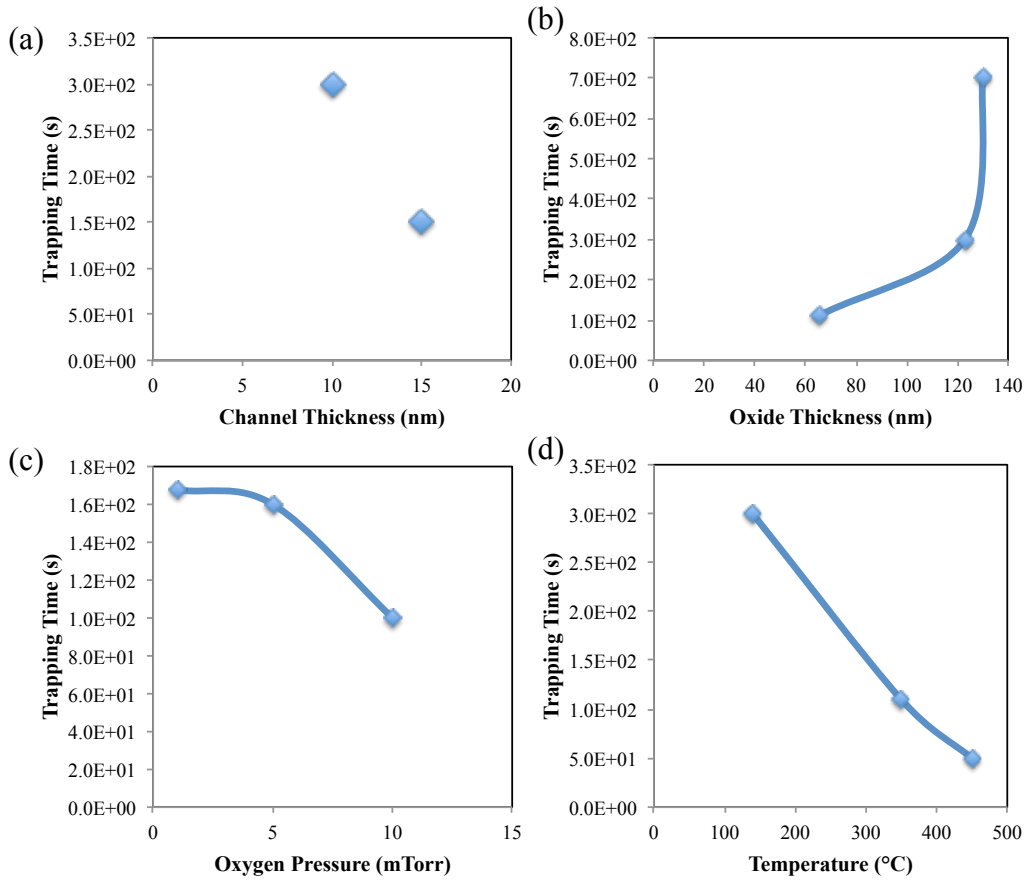 (a)
3.5E+02
3.0E+02
2.5E+02
2.0E+02
1.5E+02
1.0E+02
5.0E+01
0.0E+00
Trapping Time (s)
0 5 10 15 20
Channel Thickness (nm)
(b)
8.0E+02
7.0E+02
6.0E+02
5.0E+02
4.0E+02
3.0E+02
2.0E+02
1.0E+02
0.0E+00
Trapping Time (s)
0 20 40 60 80 100 120 140
Oxide Thickness (nm)
(c)
1.8E+02
1.6E+02
1.4E+02
1.2E+02
1.0E+02
8.0E+01
6.0E+01
4.0E+01
2.0E+01
0.0E+00
Trapping Time (s)
0 5 10 15
Oxygen Pressure (mTorr)
(d)
3.5E+02
3.0E+02
2.5E+02
2.0E+02
1.5E+02
1.0E+02
5.0E+01
0.0E+00
Trapping Time (s)
0 100 200 300 400 500
Temperature (°C)